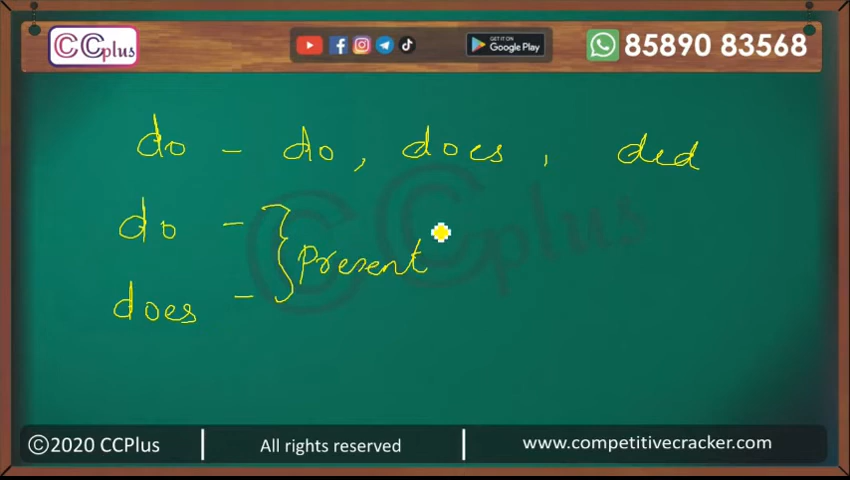 CCplus
GET IT ON
Google Play
85890 83568
do - do, does, did
do -
Present
does -
CCplus
©2020 CCPlus
All rights reserved
www.competitivecracker.com